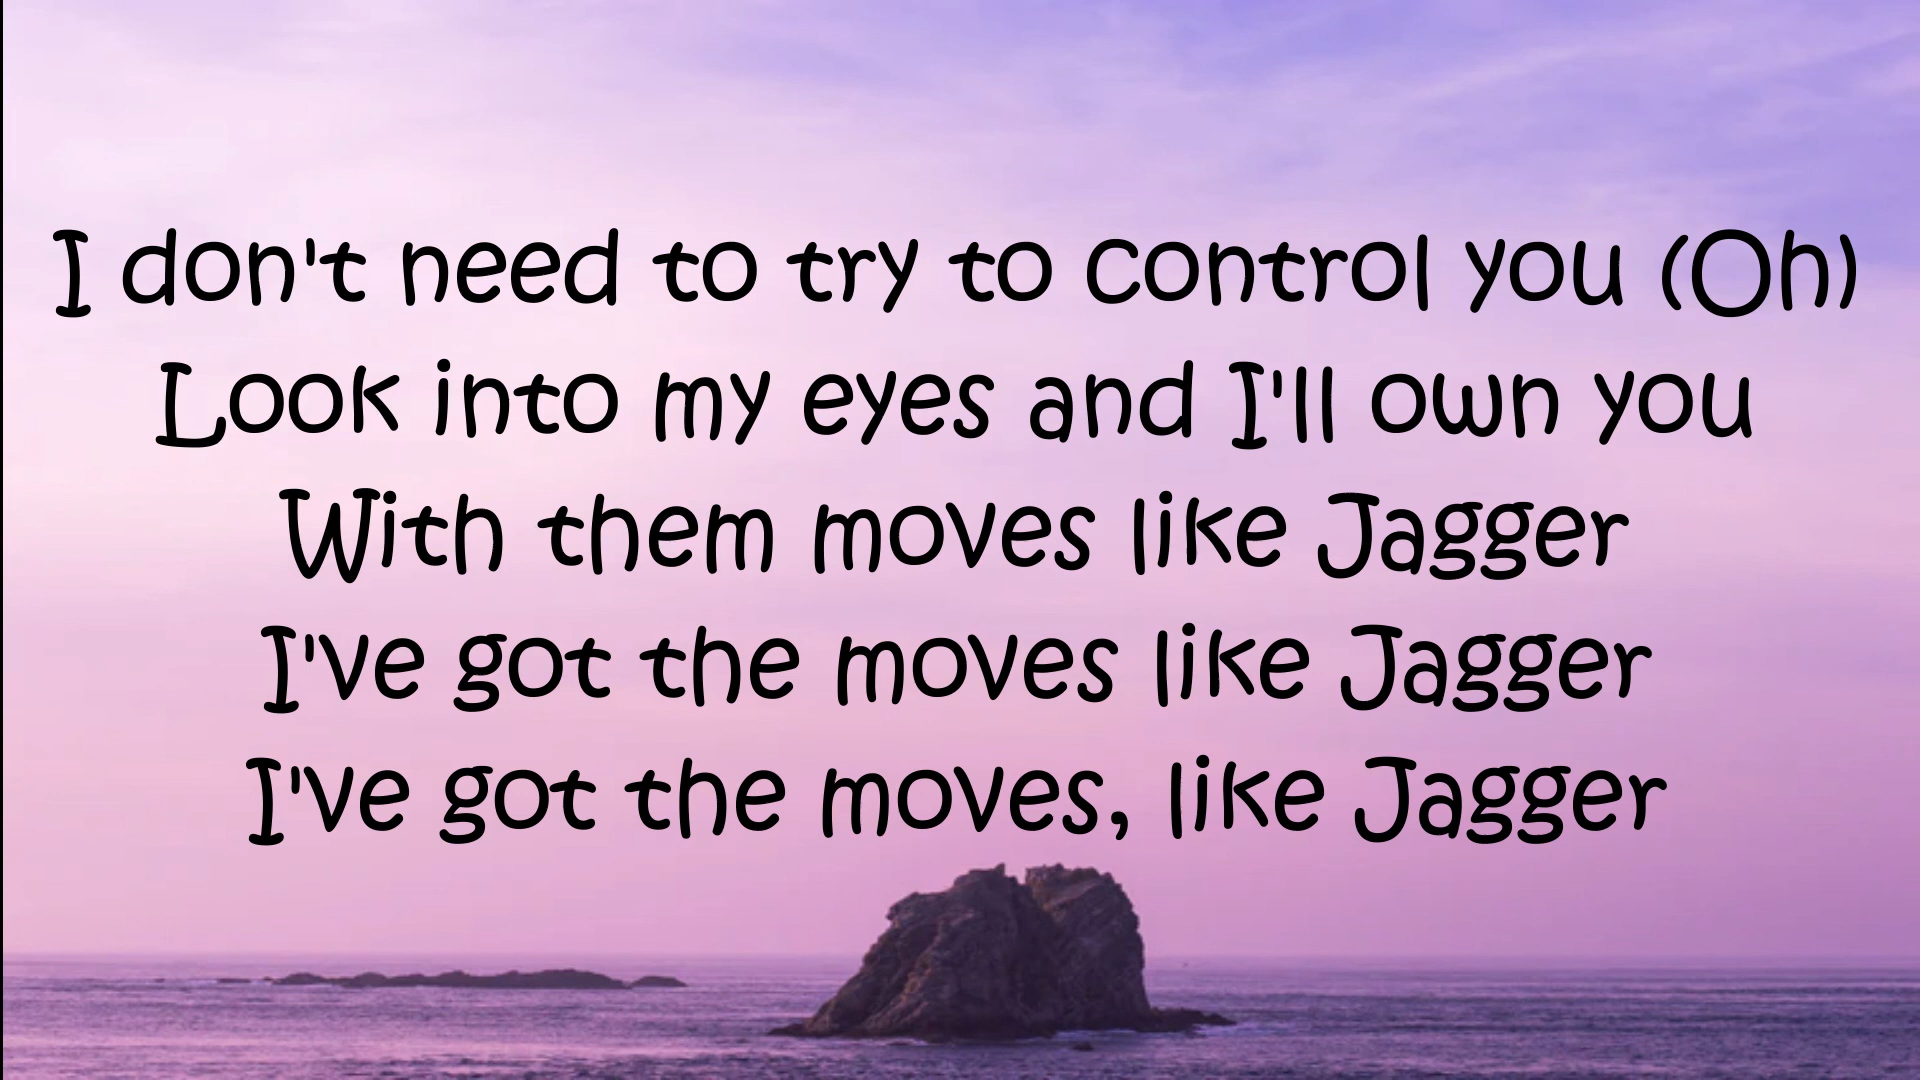 I don't need to try to control you (Oh)
Look into my eyes and I'll own you
With them moves like Jagger
I've got the moves like Jagger
I've got the moves, like Jagger